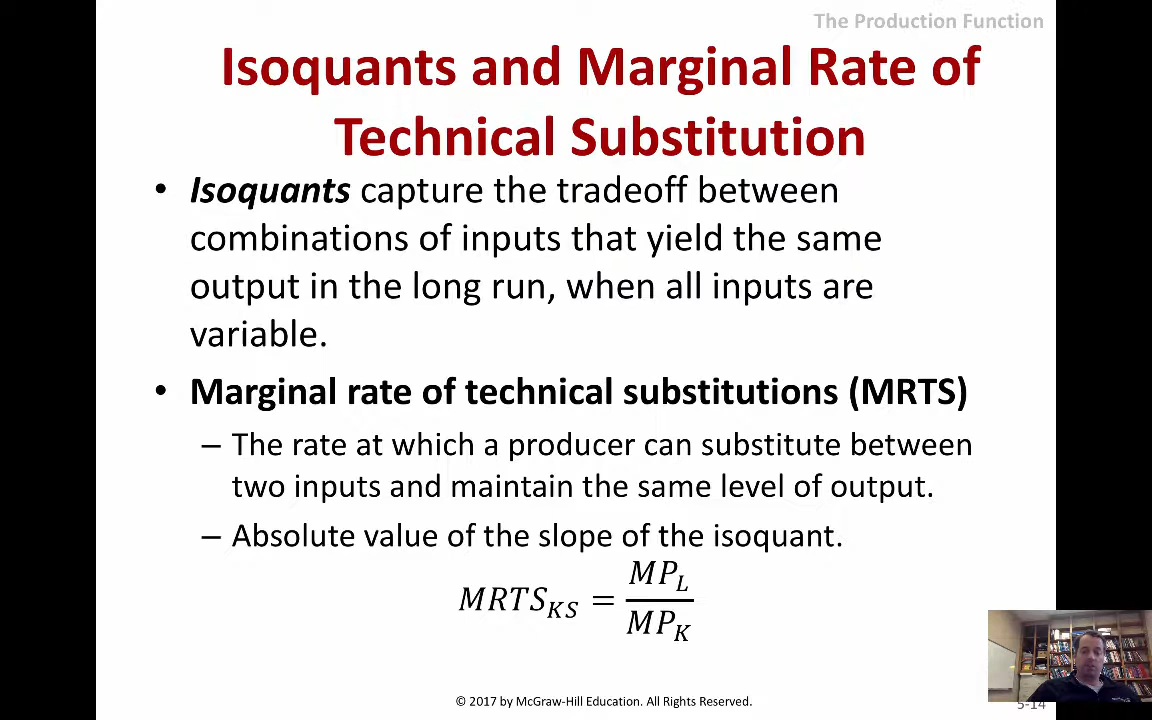 The Production Function
Isoquants and Marginal Rate of
Technical Substitution
• Isoquants capture the tradeoff between
combinations of inputs that yield the same
output in the long run, when all inputs are
variable.
• Marginal rate of technical substitutions (MRTS)
– The rate at which a producer can substitute between
two inputs and maintain the same level of output.
– Absolute value of the slope of the isoquant.
MRTS_KS = MP_L / MP_K
© 2017 by McGraw-Hill Education. All Rights Reserved.
5-14